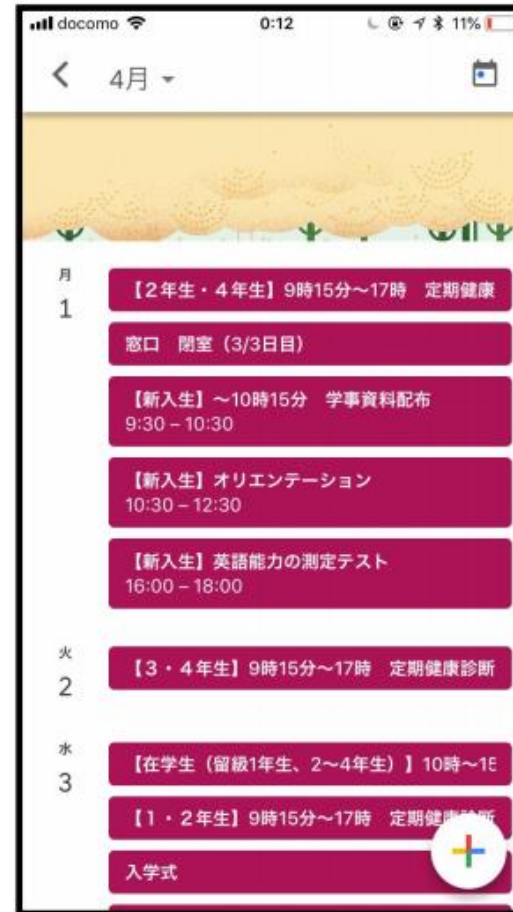 docomo 0:12 11%
4月
月
1
【2年生・4年生】9時15分〜17時 定期健康
窓口 閉室（3/3日目）
【新入生】〜10時15分 学事資料配布
9:30 – 10:30
【新入生】オリエンテーション
10:30 – 12:30
【新入生】英語能力の測定テスト
16:00 – 18:00
火
2
【3・4年生】9時15分〜17時 定期健康診断
水
3
【在学生（留級1年生、2〜4年生）】10時〜15
【1・2年生】9時15分〜17時 定期健康診断
入学式